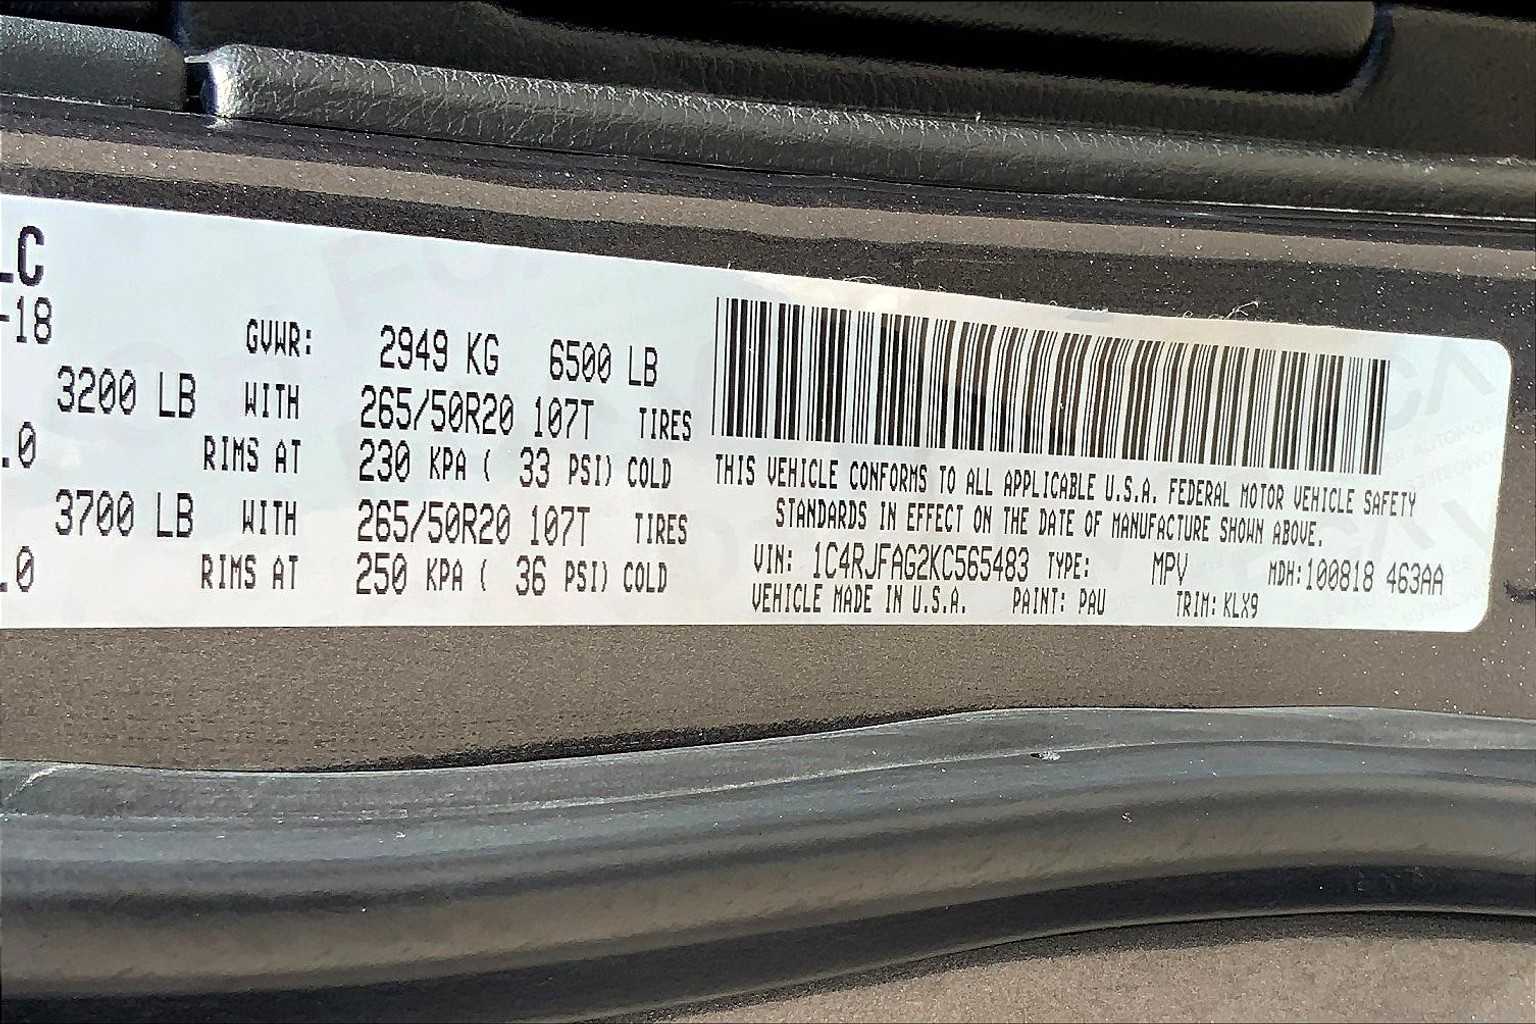 LC
-18 GVWR: 2949 KG 6500 LB
3200 LB WITH 265/50R20 107T TIRES
.0 RIMS AT 230 KPA ( 33 PSI) COLD
3700 LB WITH 265/50R20 107T TIRES
.0 RIMS AT 250 KPA ( 36 PSI) COLD
THIS VEHICLE CONFORMS TO ALL APPLICABLE U.S.A. FEDERAL MOTOR VEHICLE SAFETY
STANDARDS IN EFFECT ON THE DATE OF MANUFACTURE SHOWN ABOVE.
VIN: 1C4RJFAG2KC565483 TYPE: MPV MDH:100818 463AA
VEHICLE MADE IN U.S.A. PAINT: PAU TRIM: KLX9